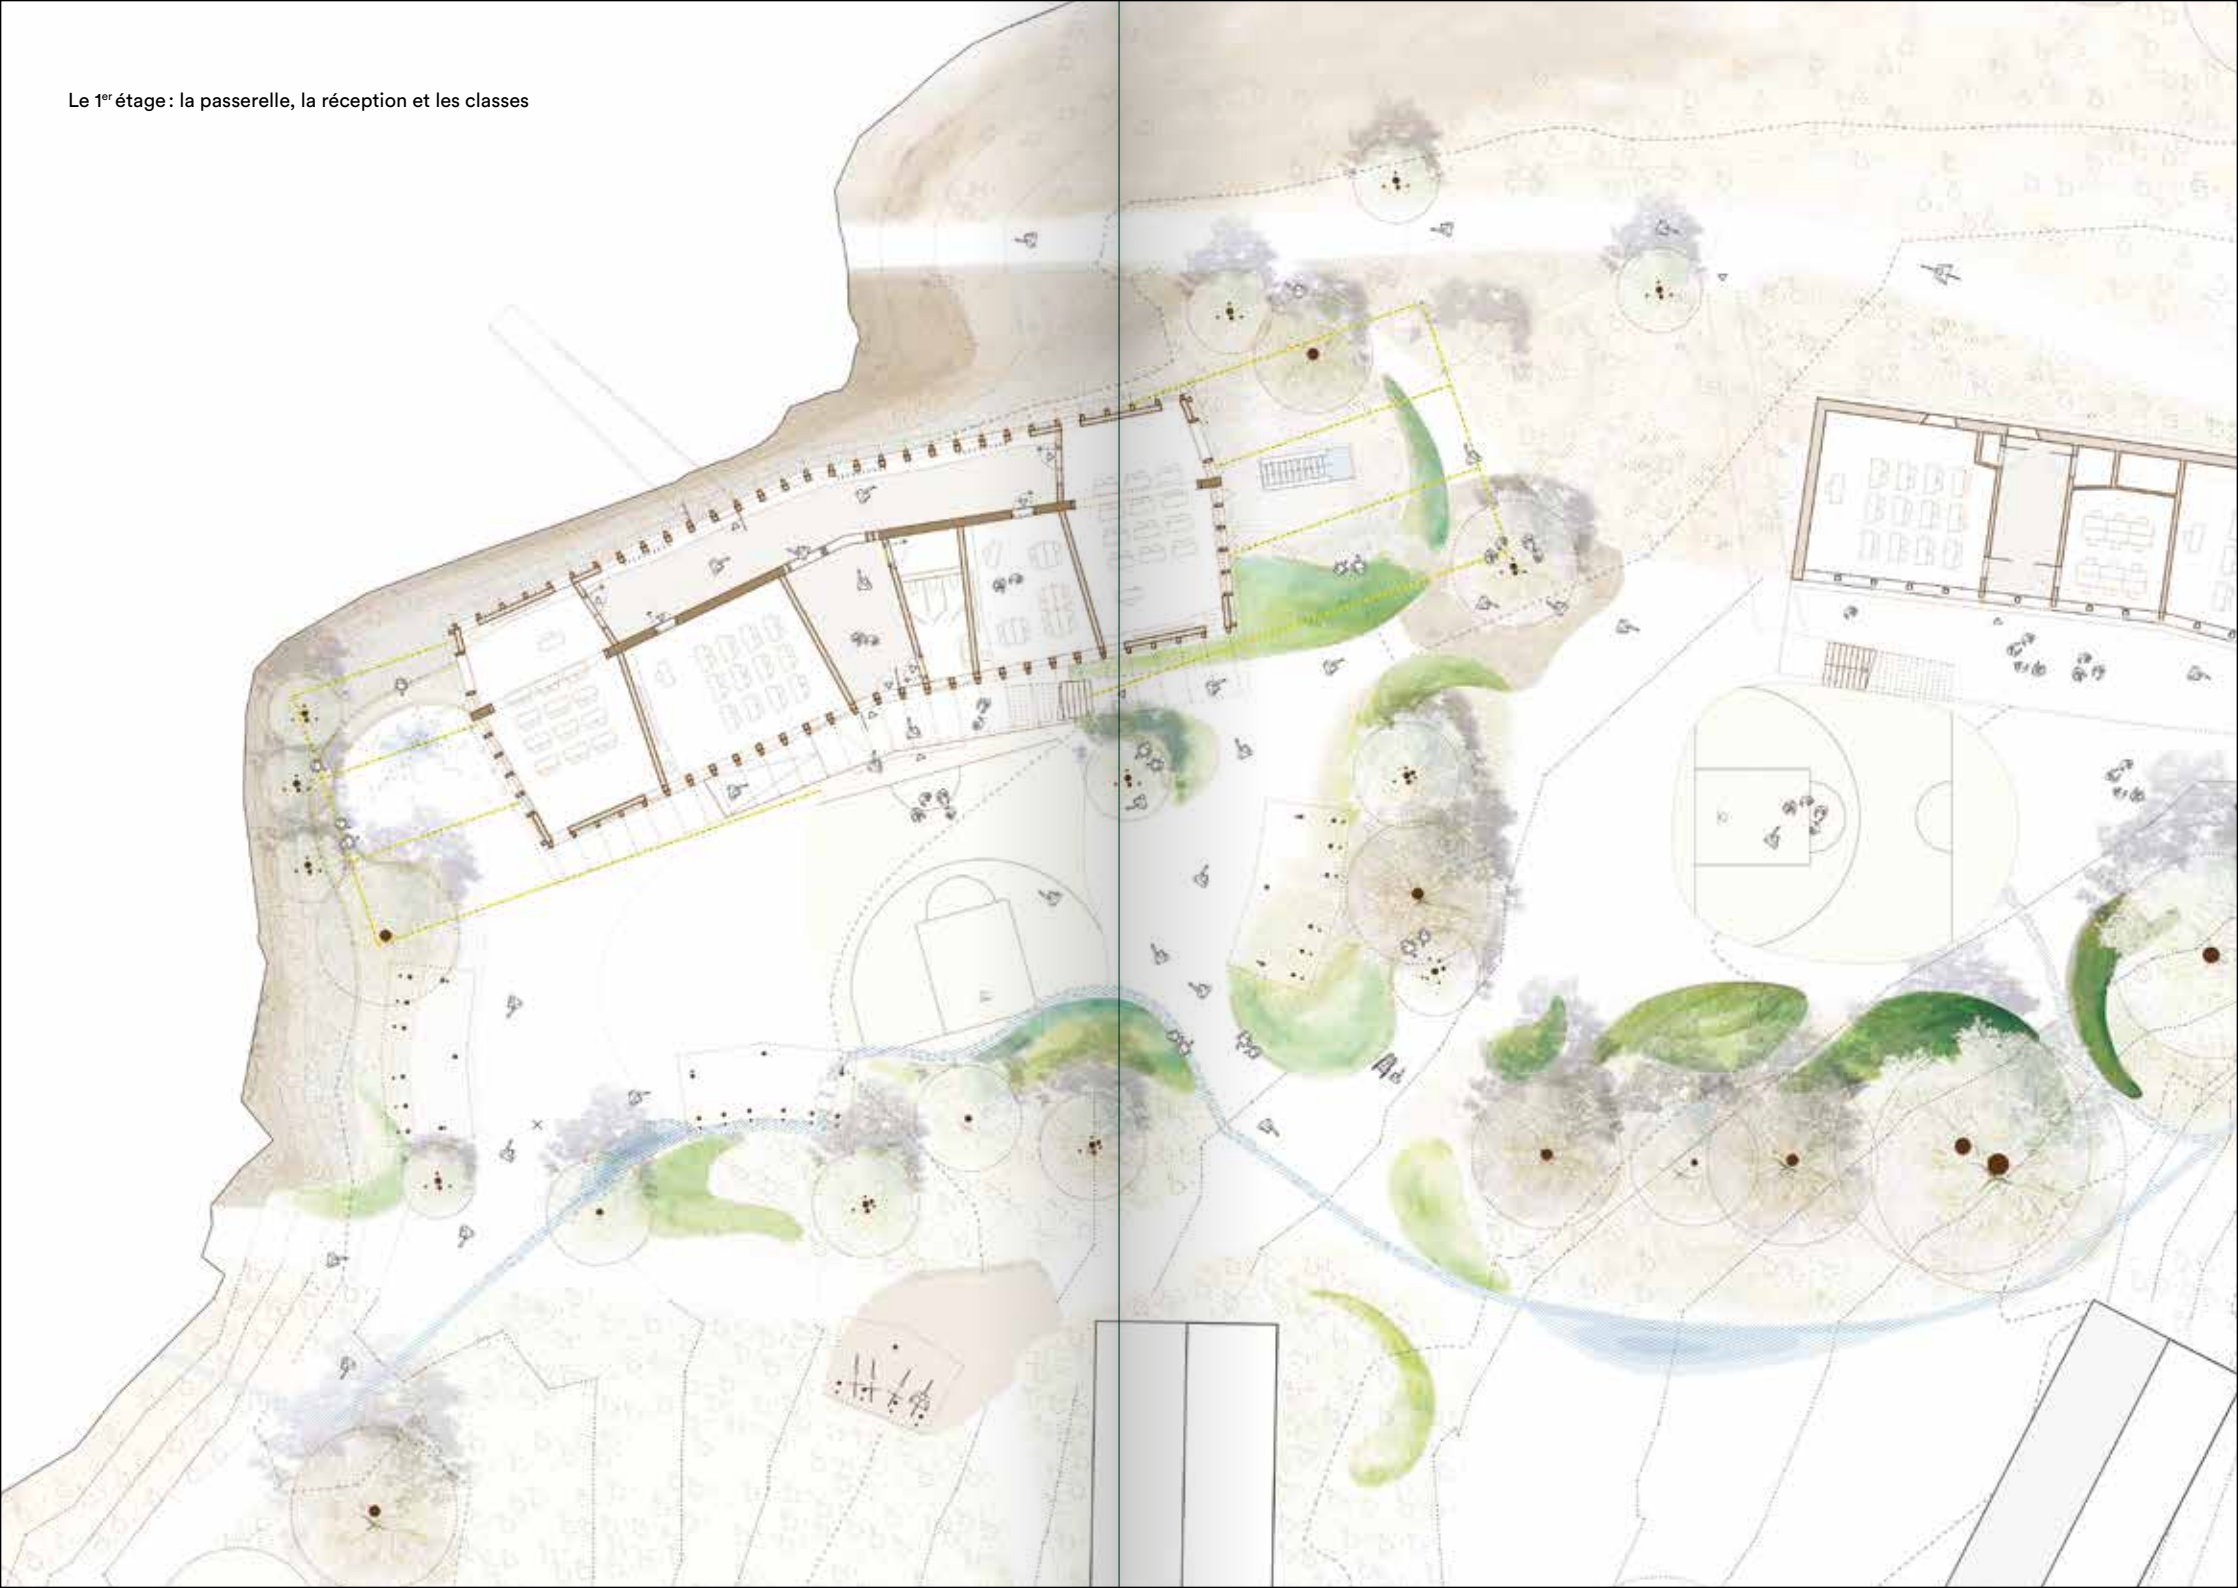 Le 1er étage : la passerelle, la réception et les classes